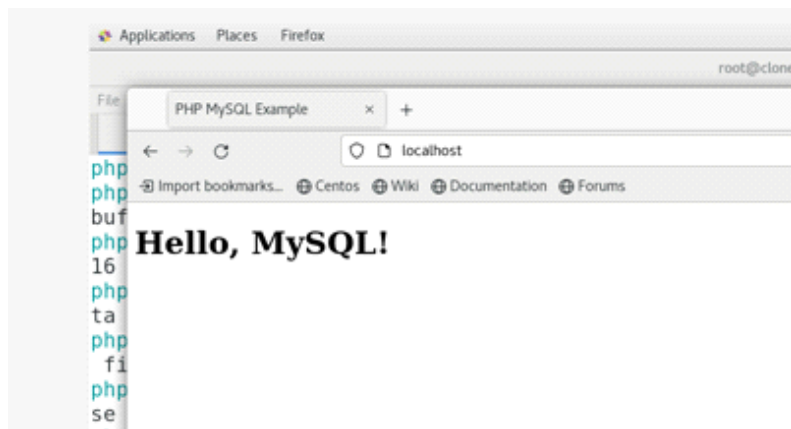 Applications Places Firefox
root@clone
File
PHP MySQL Example × +
localhost
Import bookmarks... Centos Wiki Documentation Forums
Hello, MySQL!
php
php
buf
php
16
php
ta
php
fi
php
se